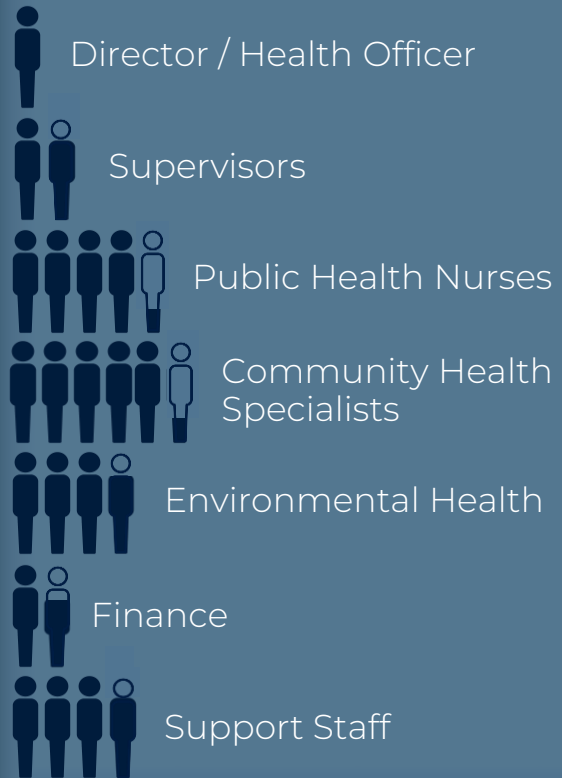 Director / Health Officer
Supervisors
Public Health Nurses
Community Health
Specialists
Environmental Health
Finance
Support Staff